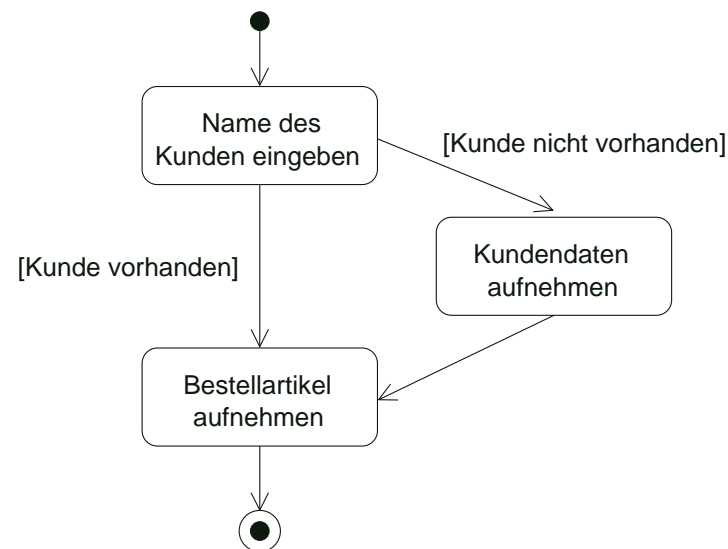 Name des
Kunden eingeben
[Kunde nicht vorhanden]
Kundendaten
aufnehmen
[Kunde vorhanden]
Bestellartikel
aufnehmen